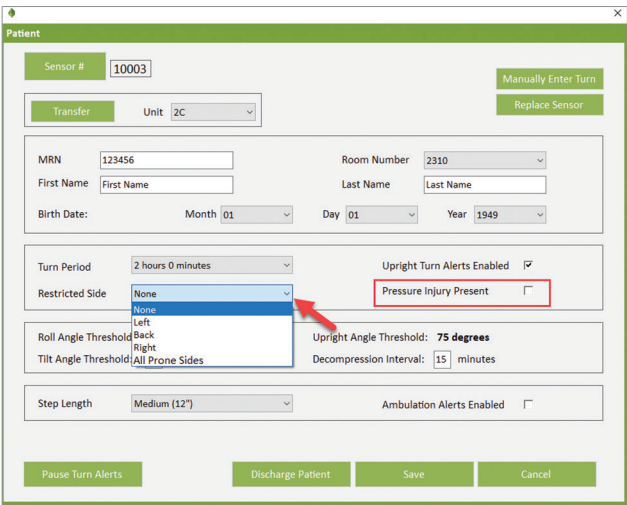 Patient
Sensor # 10003
Manually Enter Turn
Transfer Unit 2C
Replace Sensor
MRN 123456 Room Number 2310
First Name First Name Last Name Last Name
Birth Date: Month 01 Day 01 Year 1949
Turn Period 2 hours 0 minutes Upright Turn Alerts Enabled
Restricted Side None Pressure Injury Present
None
Left
Back
Right
All Prone Sides
Roll Angle Threshold Upright Angle Threshold: 75 degrees
Tilt Angle Threshold: Decompression Interval: 15 minutes
Step Length Medium (12") Ambulation Alerts Enabled
Pause Turn Alerts Discharge Patient Save Cancel